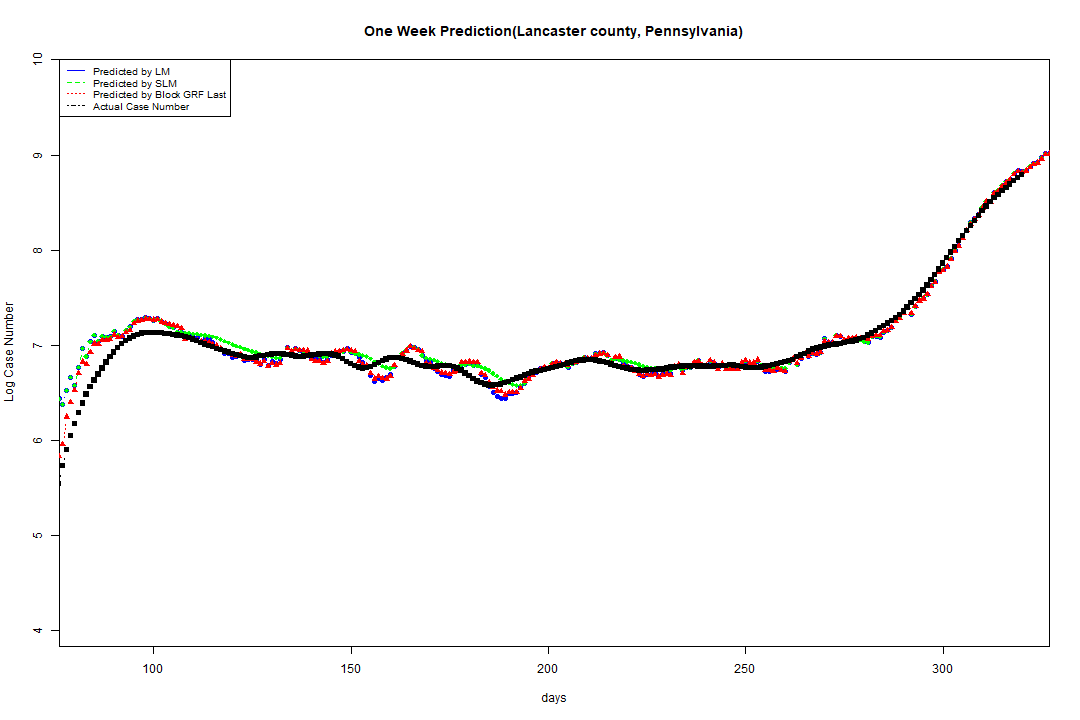 One Week Prediction(Lancaster county, Pennsylvania)
Predicted by LM
Predicted by SLM
Predicted by Block GRF Last
Actual Case Number
Log Case Number
10
9
8
7
6
5
4
100 150 200 250 300
days